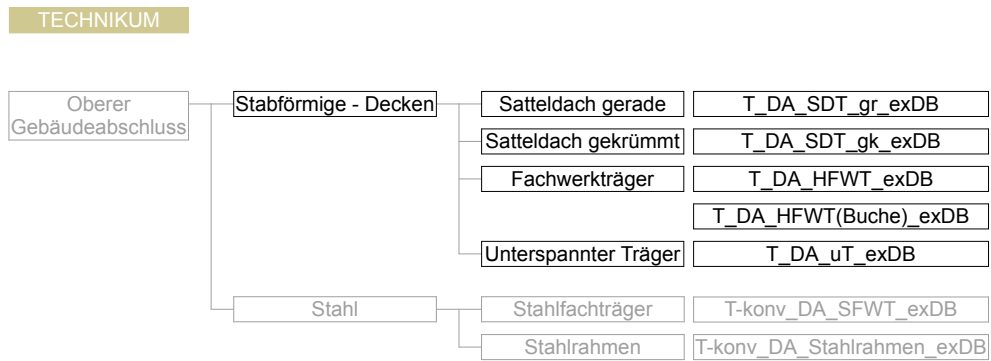 TECHNIKUM
Oberer
Gebäudeabschluss
Stabförmige - Decken
Satteldach gerade
T_DA_SDT_gr_exDB
Satteldach gekrümmt
T_DA_SDT_gk_exDB
Fachwerkträger
T_DA_HFWT_exDB
T_DA_HFWT(Buche)_exDB
Unterspannter Träger
T_DA_uT_exDB
Stahl
Stahlfachträger
T-konv_DA_SFWT_exDB
Stahlrahmen
T-konv_DA_Stahlrahmen_exDB